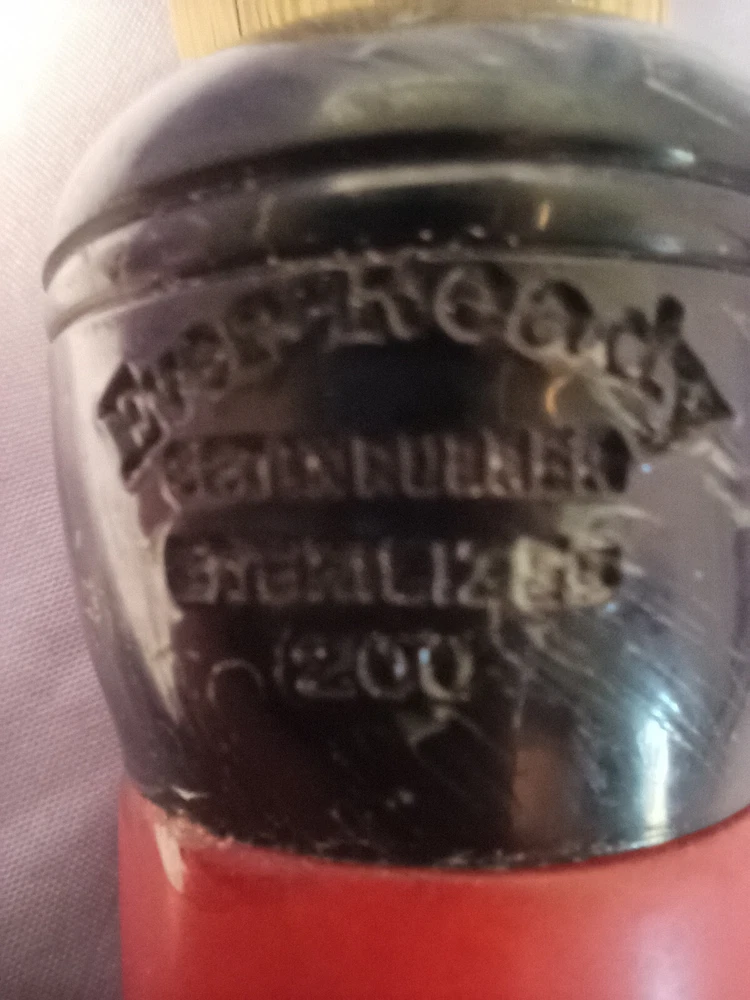 Ever-Ready
SET IN RUBBER
STERILIZED
200